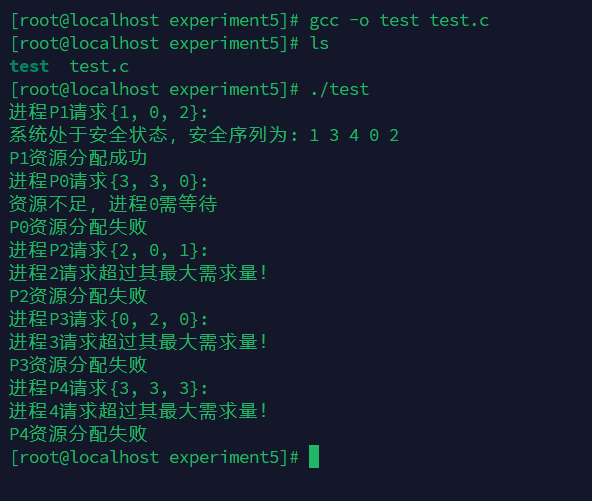 [root@localhost experiment5]# gcc -o test test.c
[root@localhost experiment5]# ls
test  test.c
[root@localhost experiment5]# ./test
进程P1请求{1, 0, 2}:
系统处于安全状态, 安全序列为: 1 3 4 0 2
P1资源分配成功
进程P0请求{3, 3, 0}:
资源不足, 进程0需等待
P0资源分配失败
进程P2请求{2, 0, 1}:
进程2请求超过其最大需求量!
P2资源分配失败
进程P3请求{0, 2, 0}:
进程3请求超过其最大需求量!
P3资源分配失败
进程P4请求{3, 3, 3}:
进程4请求超过其最大需求量!
P4资源分配失败
[root@localhost experiment5]#